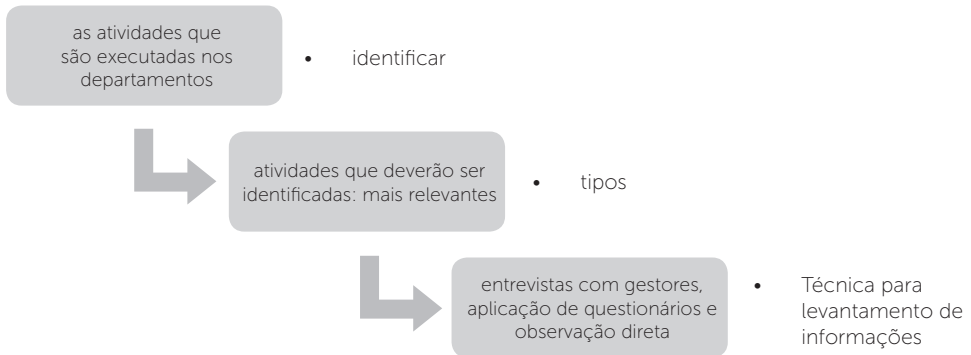 as atividades que
são executadas nos
departamentos
• identificar
atividades que deverão ser
identificadas: mais relevantes
• tipos
entrevistas com gestores,
aplicação de questionários e
observação direta
• Técnica para
levantamento de
informações